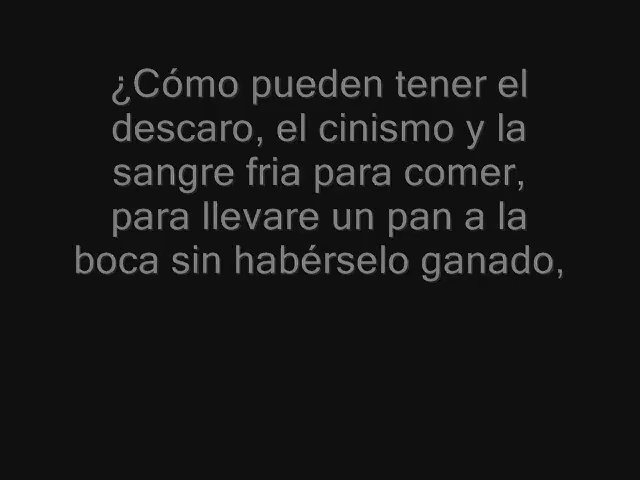 ¿Cómo pueden tener el
descaro, el cinismo y la
sangre fria para comer,
para llevare un pan a la
boca sin habérselo ganado,